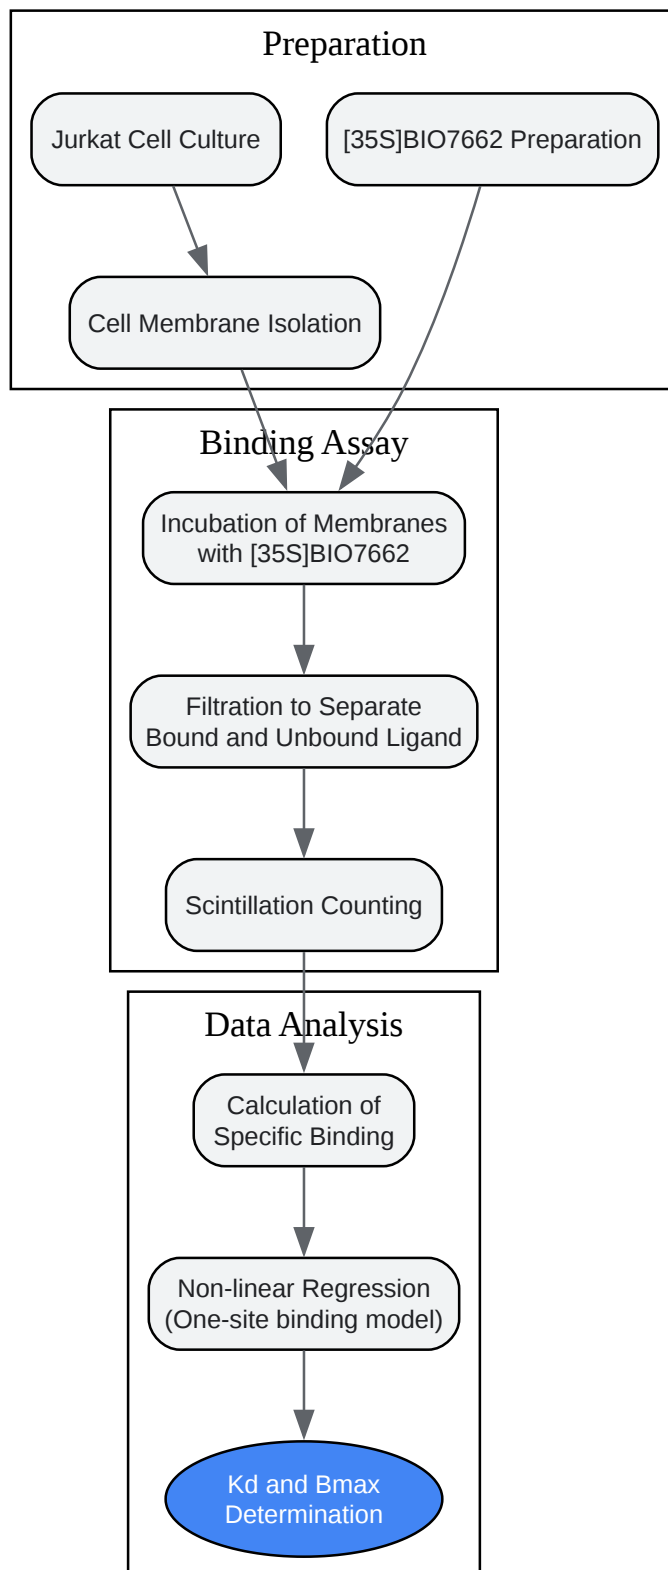 Preparation
Jurkat Cell Culture
[35S]BIO7662 Preparation
Cell Membrane Isolation
Binding Assay
Incubation of Membranes
with [35S]BIO7662
Filtration to Separate
Bound and Unbound Ligand
Scintillation Counting
Data Analysis
Calculation of
Specific Binding
Non-linear Regression
(One-site binding model)
Kd and Bmax
Determination